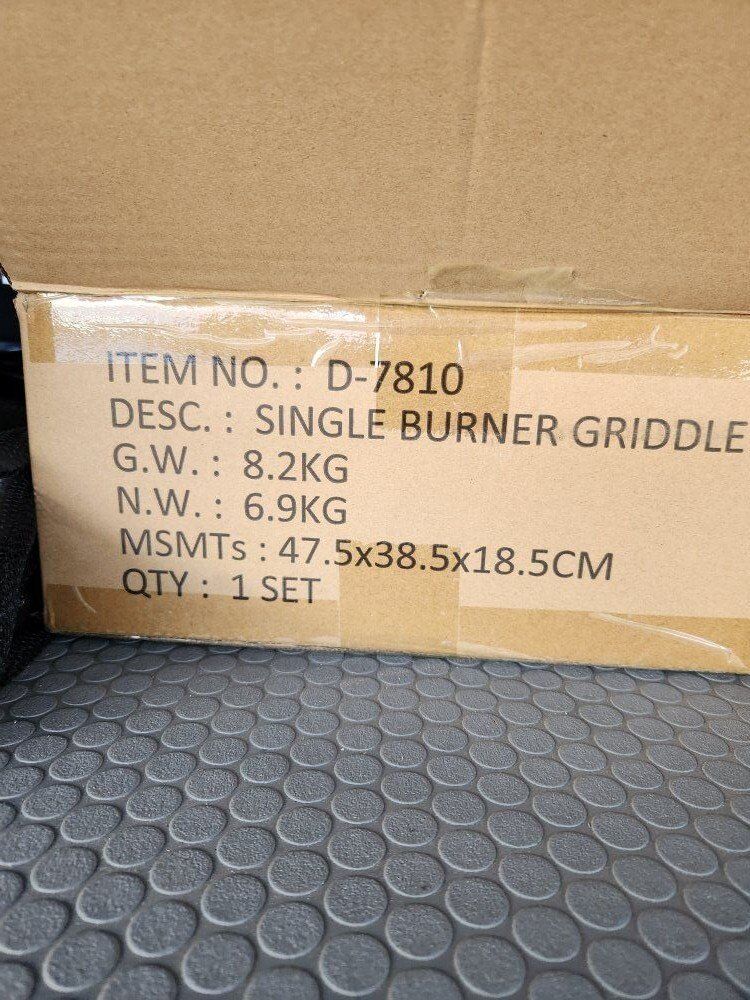 ITEM NO. : D-7810
DESC. : SINGLE BURNER GRIDDLE
G.W. : 8.2KG
N.W. : 6.9KG
MSMTs : 47.5x38.5x18.5CM
QTY : 1 SET